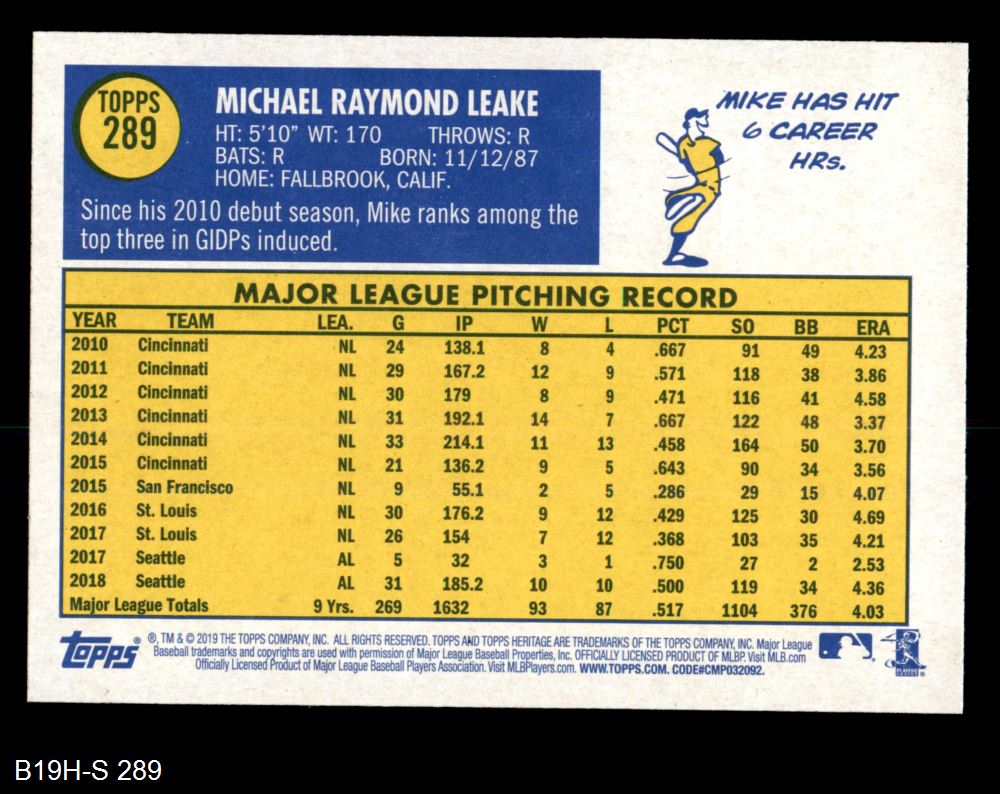 TOPPS
289
MICHAEL RAYMOND LEAKE
HT: 5'10" WT: 170 THROWS: R
BATS: R BORN: 11/12/87
HOME: FALLBROOK, CALIF.
Since his 2010 debut season, Mike ranks among the
top three in GIDPs induced.
MIKE HAS HIT
6 CAREER
HRs.
MAJOR LEAGUE PITCHING RECORD
YEAR TEAM LEA. G IP W L PCT SO BB ERA
2010 Cincinnati NL 24 138.1 8 4 .667 91 49 4.23
2011 Cincinnati NL 29 167.2 12 9 .571 118 38 3.86
2012 Cincinnati NL 30 179 8 9 .471 116 41 4.58
2013 Cincinnati NL 31 192.1 14 7 .667 122 48 3.37
2014 Cincinnati NL 33 214.1 11 13 .458 164 50 3.70
2015 Cincinnati NL 21 136.2 9 5 .643 90 34 3.56
2015 San Francisco NL 9 55.1 2 5 .286 29 15 4.07
2016 St. Louis NL 30 176.2 9 12 .429 125 30 4.69
2017 St. Louis NL 26 154 7 12 .368 103 35 4.21
2017 Seattle AL 5 32 3 1 .750 27 2 2.53
2018 Seattle AL 31 185.2 10 10 .500 119 34 4.36
Major League Totals 9 Yrs. 269 1632 93 87 .517 1104 376 4.03
Topps ®
®, TM & © 2019 THE TOPPS COMPANY, INC. ALL RIGHTS RESERVED. TOPPS AND TOPPS HERITAGE ARE TRADEMARKS OF THE TOPPS COMPANY, INC. Major League
Baseball trademarks and copyrights are used with permission of Major League Baseball Properties, Inc. OFFICIALLY LICENSED PRODUCT OF MLBP. Visit MLB.com
Officially Licensed Product of Major League Baseball Players Association. Visit MLBPlayers.com. WWW.TOPPS.COM. CODE#CMP032092.
B19H-S 289